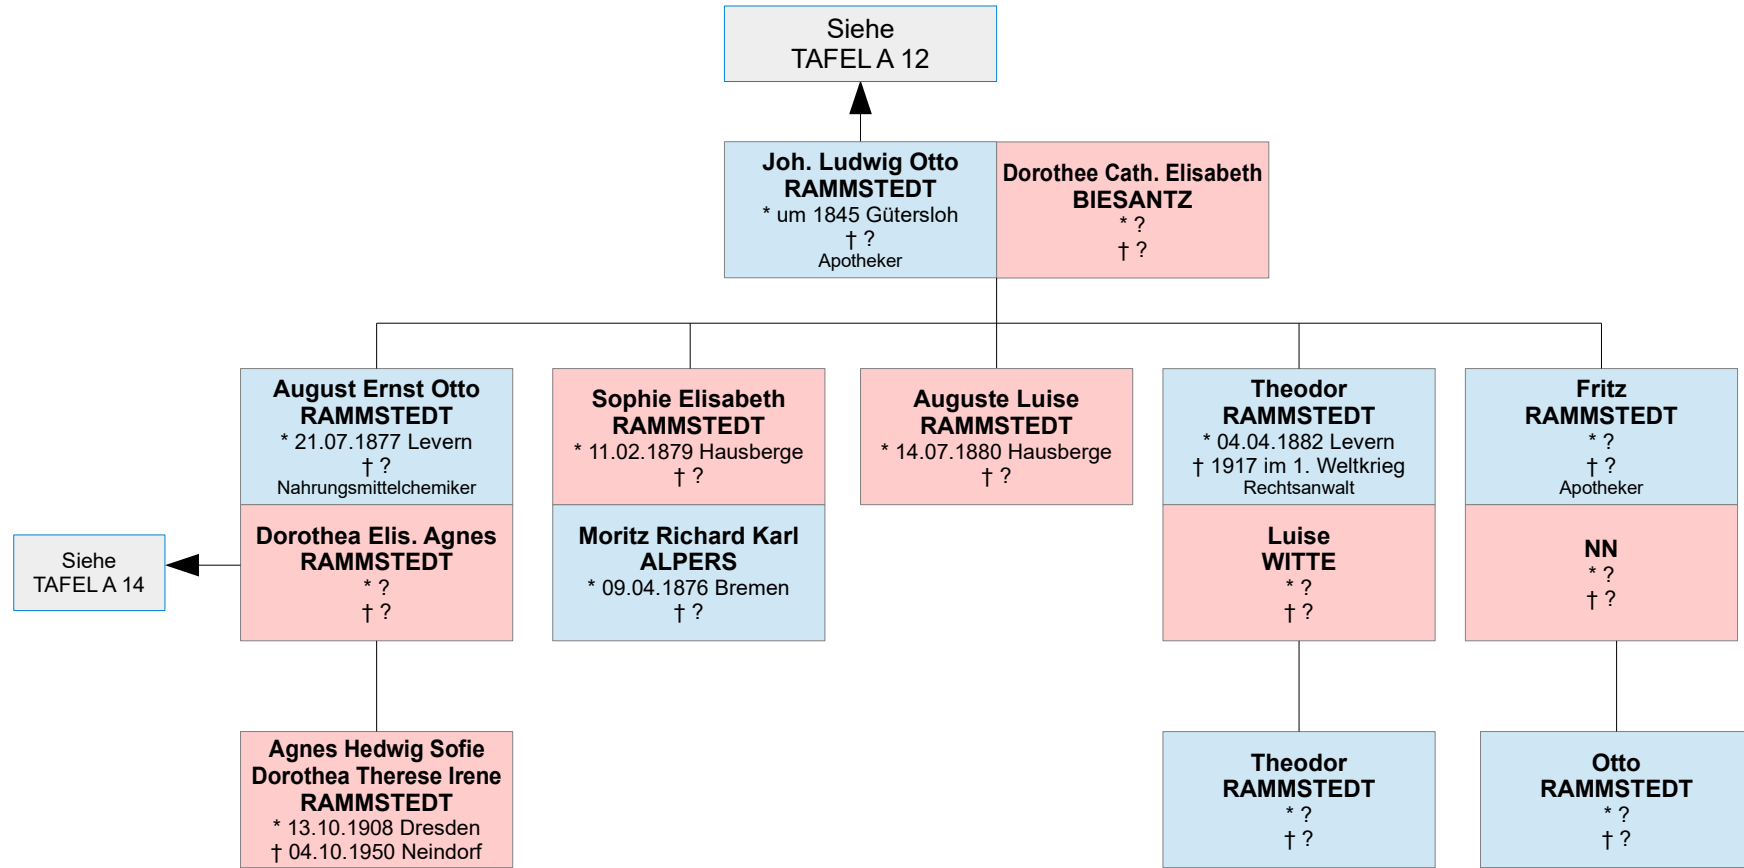 Siehe
TAFEL A 12
Joh. Ludwig Otto
RAMMSTEDT
* um 1845 Gütersloh
† ?
Apotheker
Dorothee Cath. Elisabeth
BIESANTZ
* ?
† ?
August Ernst Otto
RAMMSTEDT
* 21.07.1877 Levern
† ?
Nahrungsmittelchemiker
Sophie Elisabeth
RAMMSTEDT
* 11.02.1879 Hausberge
† ?
Auguste Luise
RAMMSTEDT
* 14.07.1880 Hausberge
† ?
Theodor
RAMMSTEDT
* 04.04.1882 Levern
† 1917 im 1. Weltkrieg
Rechtsanwalt
Fritz
RAMMSTEDT
* ?
† ?
Apotheker
Siehe
TAFEL A 14
Dorothea Elis. Agnes
RAMMSTEDT
* ?
† ?
Moritz Richard Karl
ALPERS
* 09.04.1876 Bremen
† ?
Luise
WITTE
* ?
† ?
NN
* ?
† ?
Agnes Hedwig Sofie
Dorothea Therese Irene
RAMMSTEDT
* 13.10.1908 Dresden
† 04.10.1950 Neindorf
Theodor
RAMMSTEDT
* ?
† ?
Otto
RAMMSTEDT
* ?
† ?